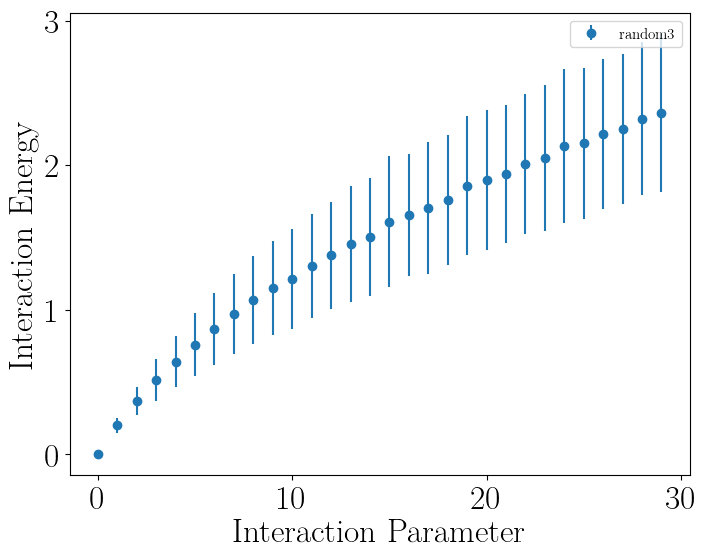 random3
3
2
1
0
Interaction Energy
0 10 20 30
Interaction Parameter